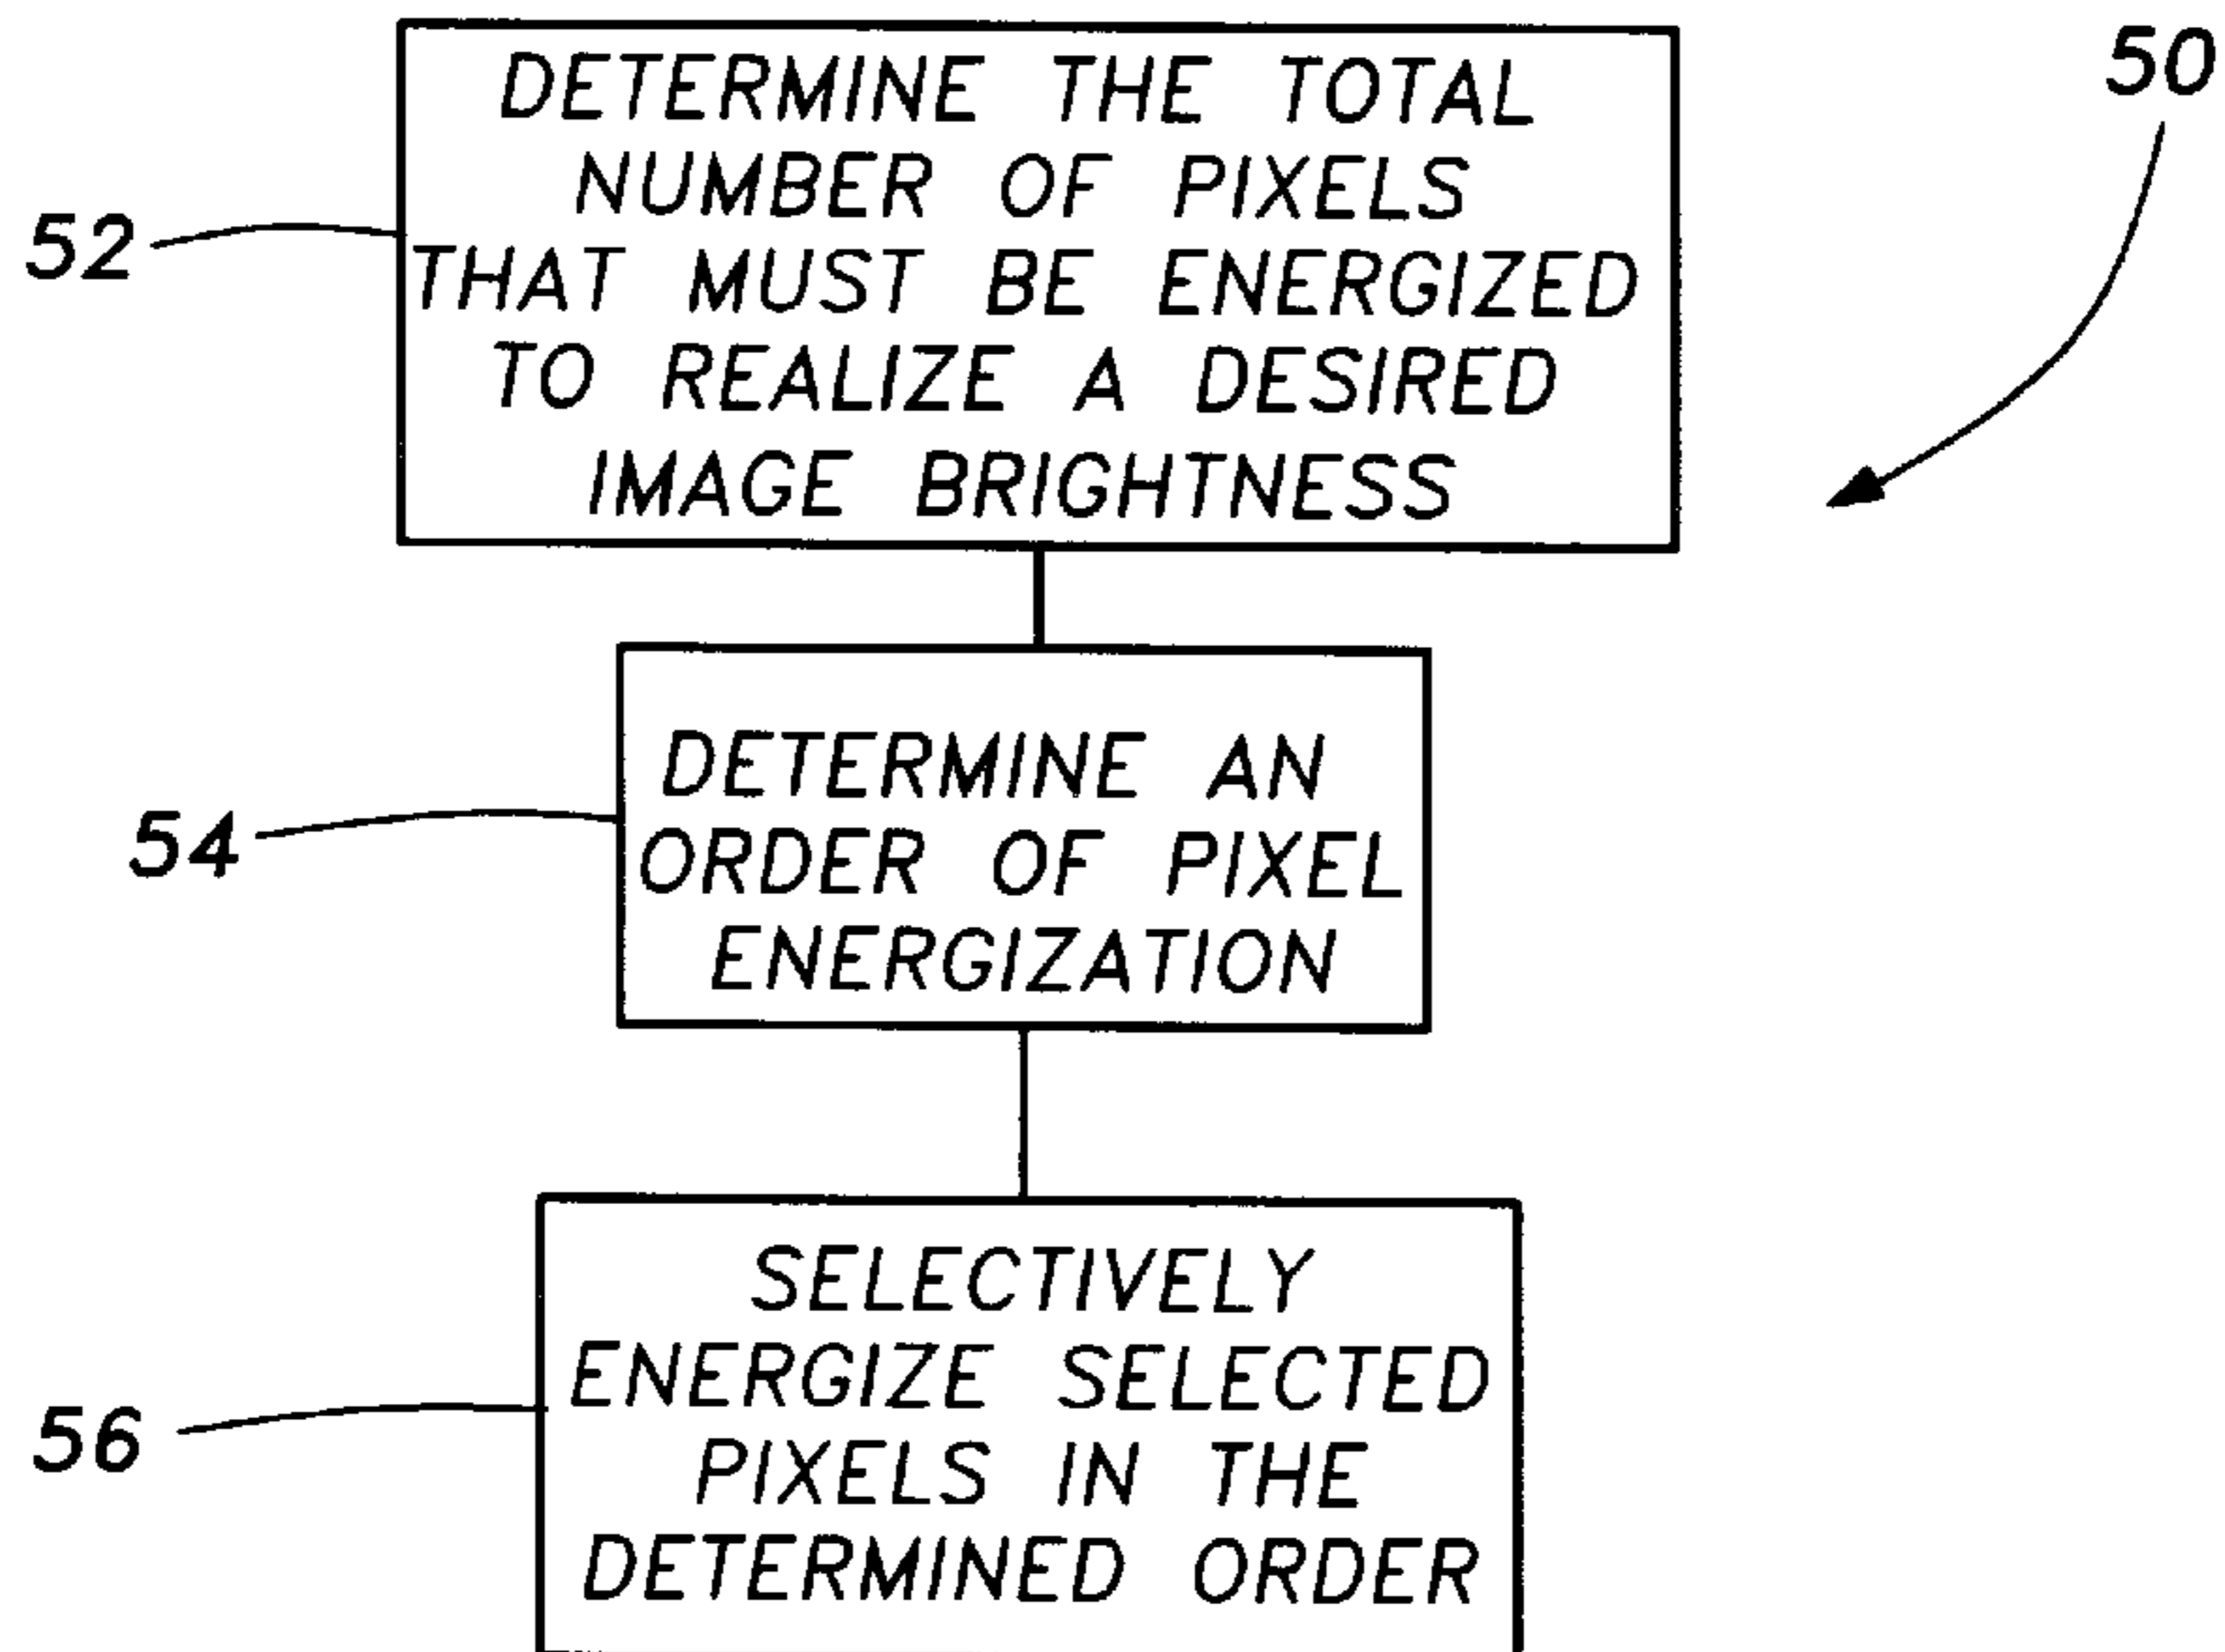 50
DETERMINE THE TOTAL
NUMBER OF PIXELS
THAT MUST BE ENERGIZED
TO REALIZE A DESIRED
IMAGE BRIGHTNESS
52
DETERMINE AN
ORDER OF PIXEL
ENERGIZATION
54
SELECTIVELY
ENERGIZE SELECTED
PIXELS IN THE
DETERMINED ORDER
56